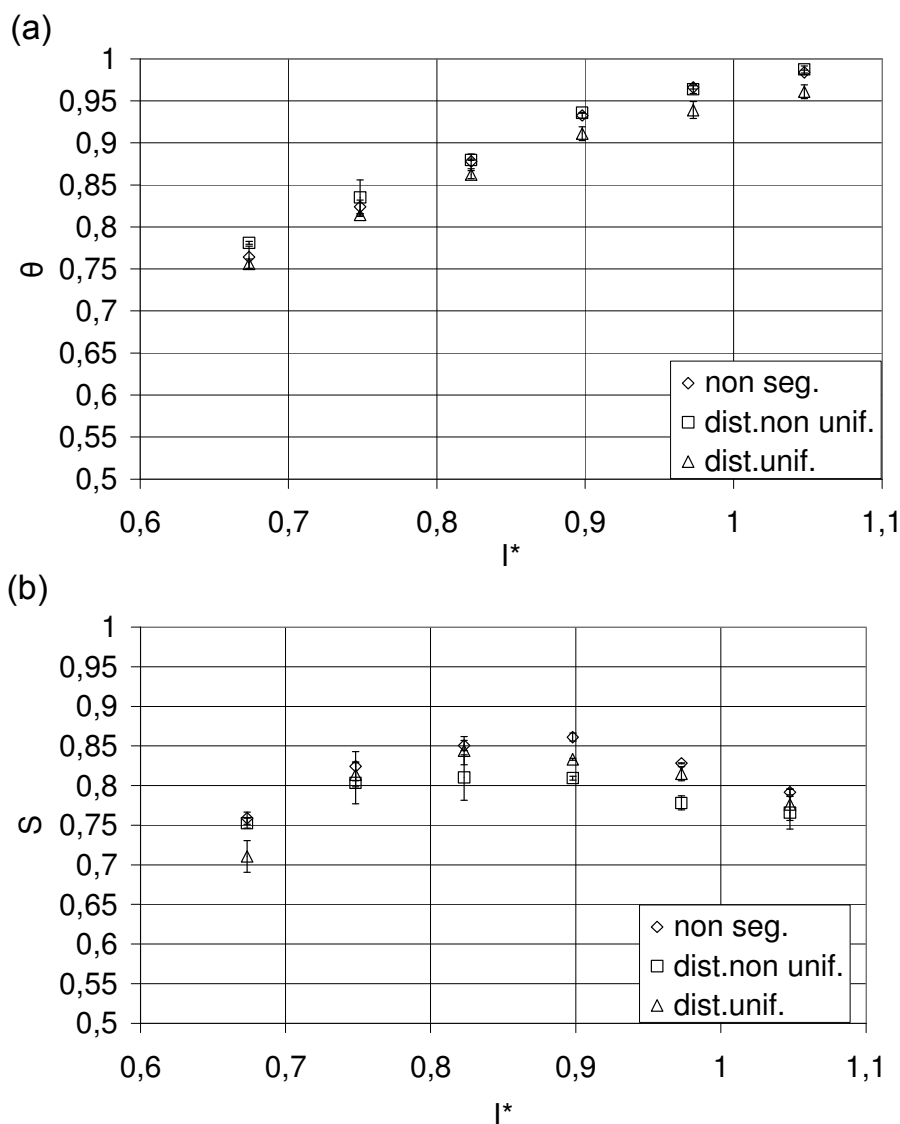 (a)
1
0,95
0,9
0,85
0,8
0,75
0,7
0,65
0,6
0,55
0,5
θ
non seg.
dist.non unif.
dist.unif.
0,6 0,7 0,8 0,9 1 1,1
I*
(b)
1
0,95
0,9
0,85
0,8
0,75
0,7
0,65
0,6
0,55
0,5
S
non seg.
dist.non unif.
dist.unif.
0,6 0,7 0,8 0,9 1 1,1
I*